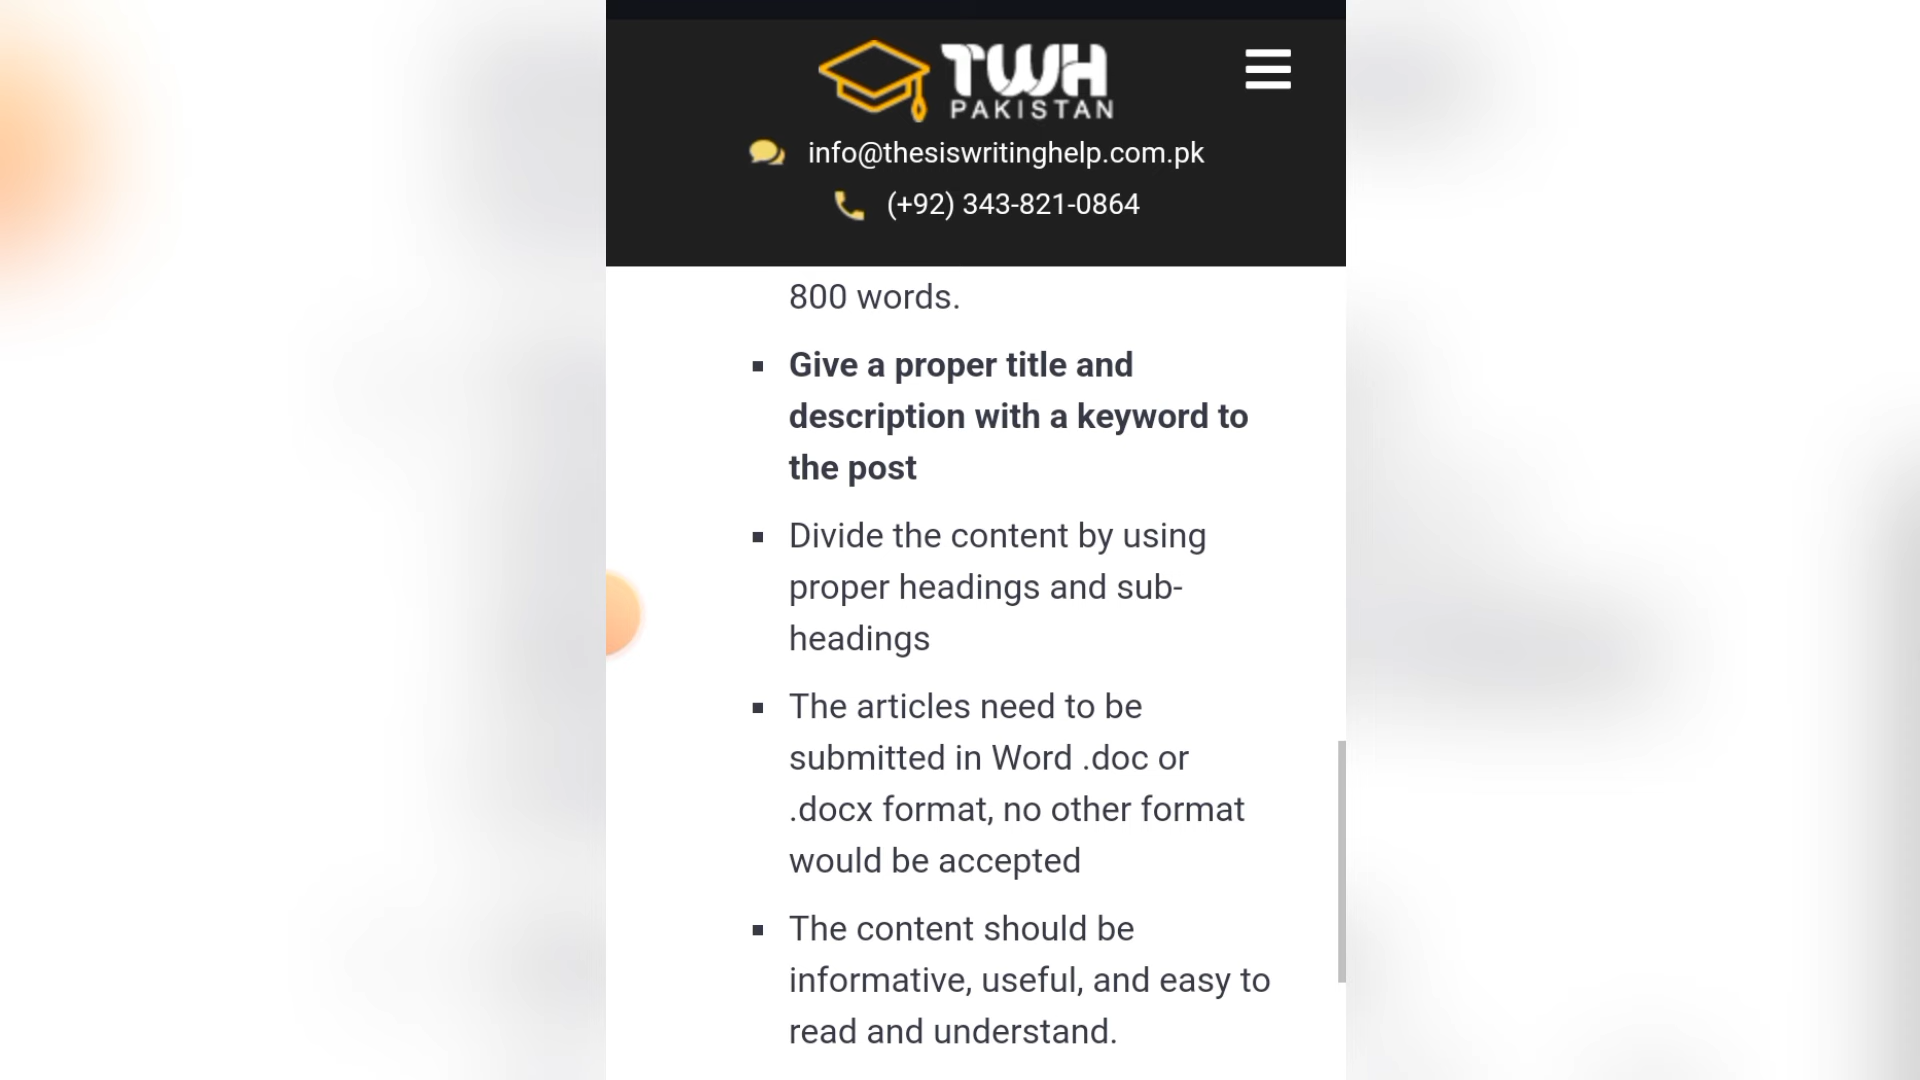 TWH
PAKISTAN
info@thesiswritinghelp.com.pk
(+92) 343-821-0864
800 words.
Give a proper title and
description with a keyword to
the post
Divide the content by using
proper headings and sub-
headings
The articles need to be
submitted in Word .doc or
.docx format, no other format
would be accepted
The content should be
informative, useful, and easy to
read and understand.